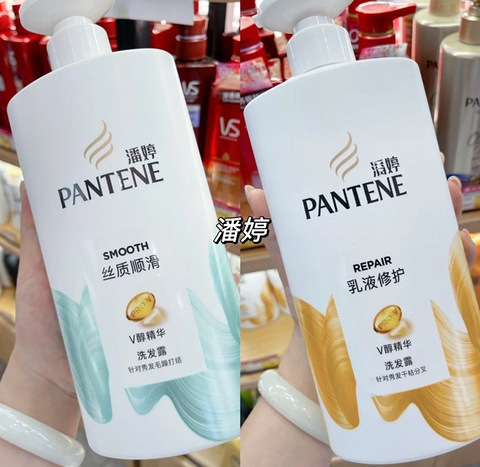 潘婷
PANTENE
SMOOTH
丝质顺滑
V醇精华
洗发露
针对秀发毛躁打结
潘婷
PANTENE
REPAIR
乳液修护
V醇精华
洗发露
针对秀发干枯分叉
潘婷
VS